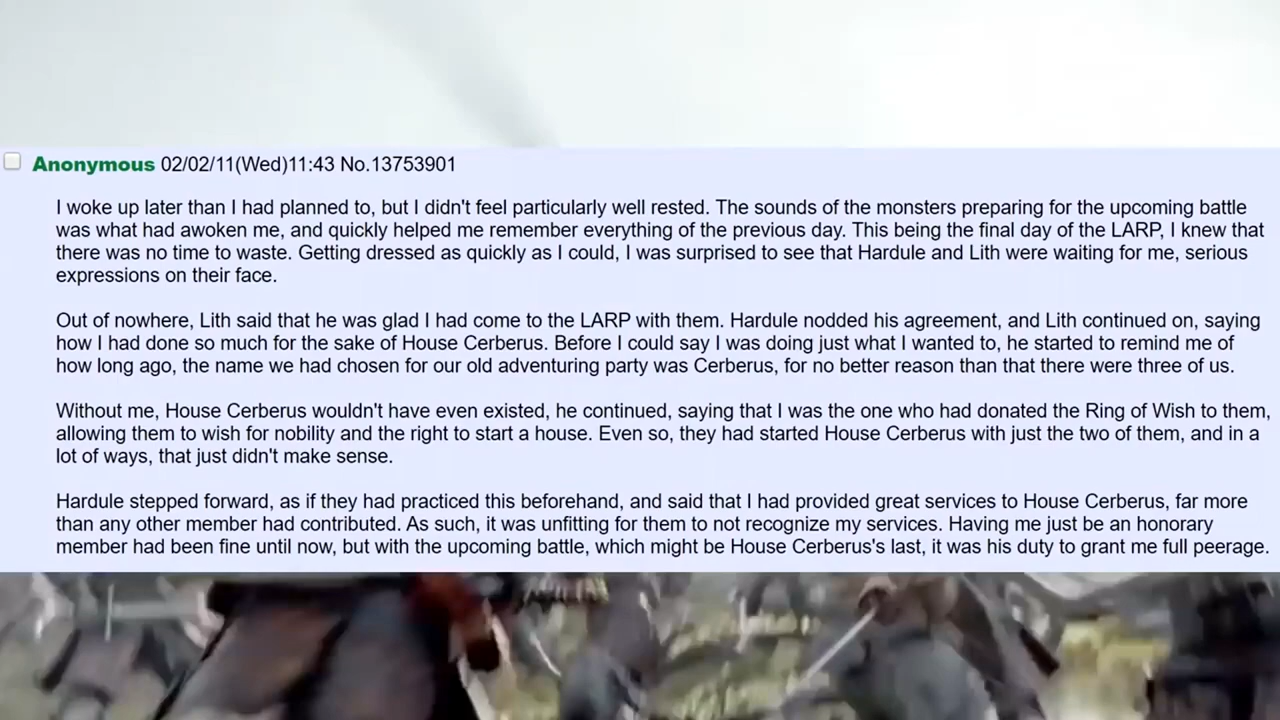 Anonymous 02/02/11(Wed)11:43 No.13753901
I woke up later than I had planned to, but I didn't feel particularly well rested. The sounds of the monsters preparing for the upcoming battle
was what had awoken me, and quickly helped me remember everything of the previous day. This being the final day of the LARP, I knew that
there was no time to waste. Getting dressed as quickly as I could, I was surprised to see that Hardule and Lith were waiting for me, serious
expressions on their face.
Out of nowhere, Lith said that he was glad I had come to the LARP with them. Hardule nodded his agreement, and Lith continued on, saying
how I had done so much for the sake of House Cerberus. Before I could say I was doing just what I wanted to, he started to remind me of
how long ago, the name we had chosen for our old adventuring party was Cerberus, for no better reason than that there were three of us.
Without me, House Cerberus wouldn't have even existed, he continued, saying that I was the one who had donated the Ring of Wish to them,
allowing them to wish for nobility and the right to start a house. Even so, they had started House Cerberus with just the two of them, and in a
lot of ways, that just didn't make sense.
Hardule stepped forward, as if they had practiced this beforehand, and said that I had provided great services to House Cerberus, far more
than any other member had contributed. As such, it was unfitting for them to not recognize my services. Having me just be an honorary
member had been fine until now, but with the upcoming battle, which might be House Cerberus's last, it was his duty to grant me full peerage.